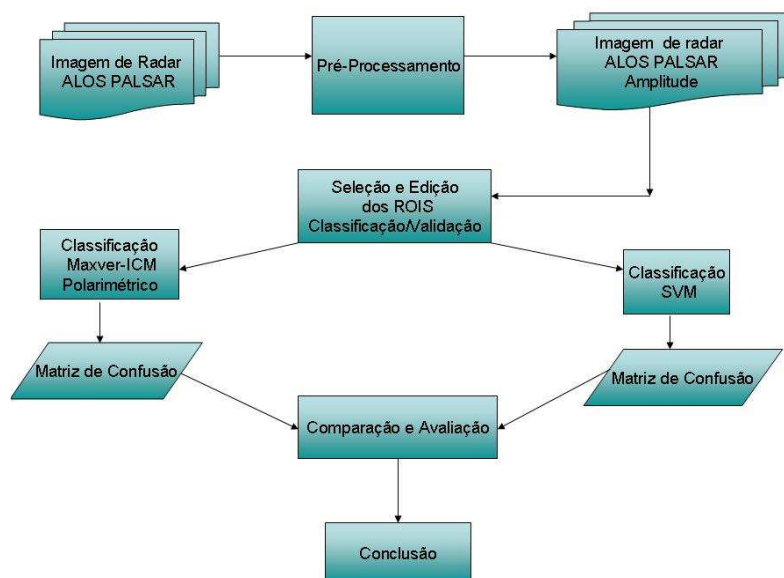 Imagem de Radar
ALOS PALSAR
Pré-Processamento
Imagem de radar
ALOS PALSAR
Amplitude
Seleção e Edição
dos ROIS
Classificação/Validação
Classificação
Maxver-ICM
Polarimétrico
Classificação
SVM
Matriz de Confusão
Matriz de Confusão
Comparação e Avaliação
Conclusão